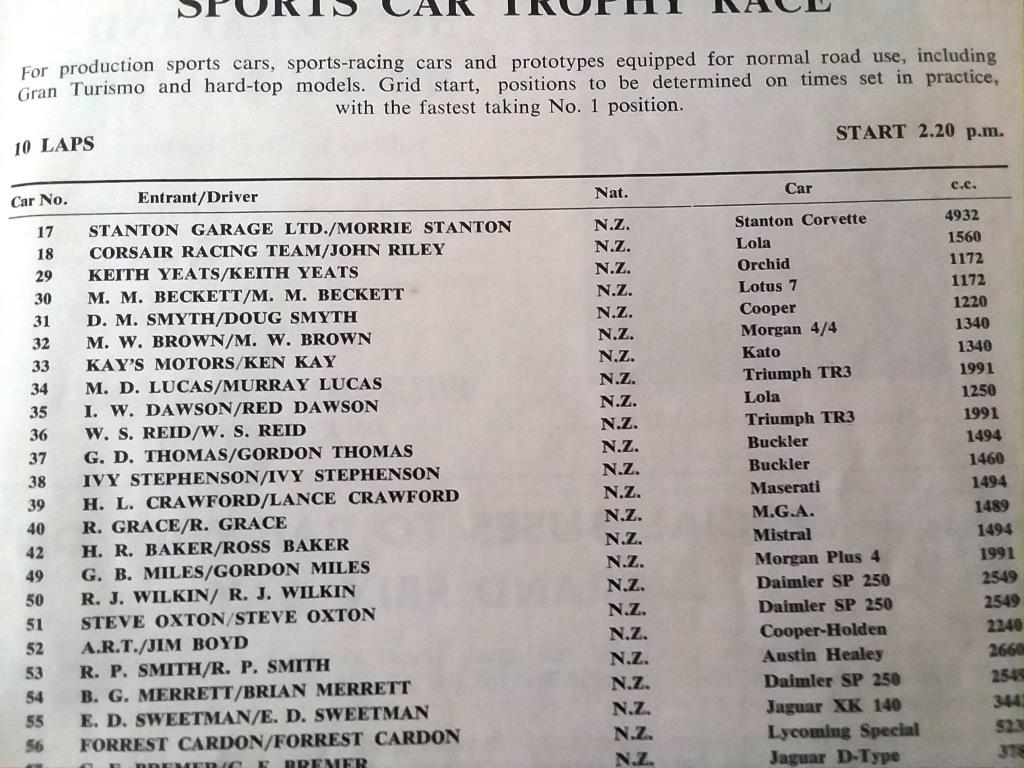 SPORTS CAR TROPHY RACE
For production sports cars, sports-racing cars and prototypes equipped for normal road use, including
Gran Turismo and hard-top models. Grid start, positions to be determined on times set in practice,
with the fastest taking No. 1 position.
10 LAPS START 2.20 p.m.
Car No. Entrant/Driver Nat. Car c.c.
17 STANTON GARAGE LTD./MORRIE STANTON N.Z. Stanton Corvette 4932
18 CORSAIR RACING TEAM/JOHN RILEY N.Z. Lola 1560
29 KEITH YEATS/KEITH YEATS N.Z. Orchid 1172
30 M. M. BECKETT/M. M. BECKETT N.Z. Lotus 7 1172
31 D. M. SMYTH/DOUG SMYTH N.Z. Cooper 1220
32 M. W. BROWN/M. W. BROWN N.Z. Morgan 4/4 1340
33 KAY'S MOTORS/KEN KAY N.Z. Kato 1340
34 M. D. LUCAS/MURRAY LUCAS N.Z. Triumph TR3 1991
35 I. W. DAWSON/RED DAWSON N.Z. Lola 1250
36 W. S. REID/W. S. REID N.Z. Triumph TR3 1991
37 G. D. THOMAS/GORDON THOMAS N.Z. Buckler 1494
38 IVY STEPHENSON/IVY STEPHENSON N.Z. Buckler 1460
39 H. L. CRAWFORD/LANCE CRAWFORD N.Z. Maserati 1494
40 R. GRACE/R. GRACE N.Z. M.G.A. 1489
42 H. R. BAKER/ROSS BAKER N.Z. Mistral 1494
49 G. B. MILES/GORDON MILES N.Z. Morgan Plus 4 1991
50 R. J. WILKIN/ R. J. WILKIN N.Z. Daimler SP 250 2549
51 STEVE OXTON/STEVE OXTON N.Z. Daimler SP 250 2549
52 A.R.T./JIM BOYD N.Z. Cooper-Holden 2240
53 R. P. SMITH/R. P. SMITH N.Z. Austin Healey 2660
54 B. G. MERRETT/BRIAN MERRETT N.Z. Daimler SP 250 2549
55 E. D. SWEETMAN/E. D. SWEETMAN N.Z. Jaguar XK 140
56 FORREST CARDON/FORREST CARDON N.Z. Lycoming Special
BREMER N.Z. Jaguar D-Type